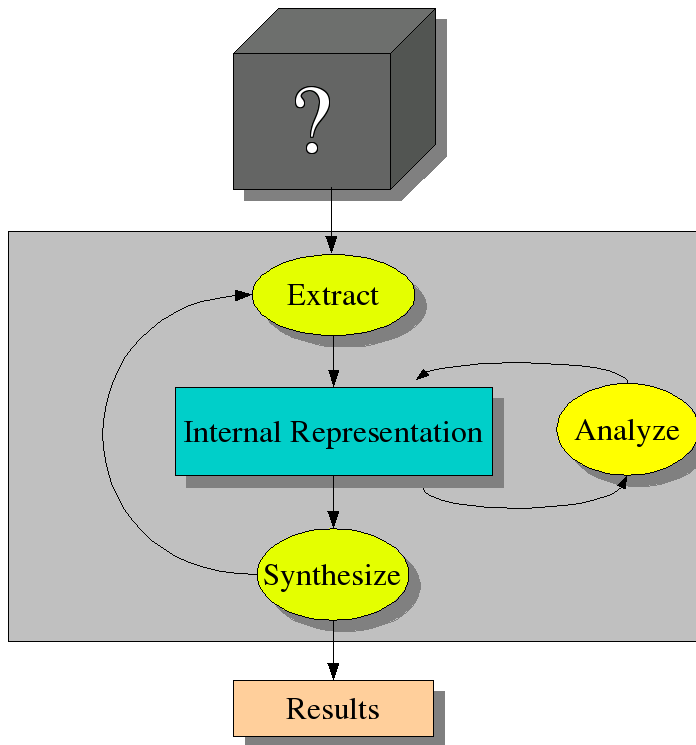 ?
Extract
Internal Representation
Analyze
Synthesize
Results